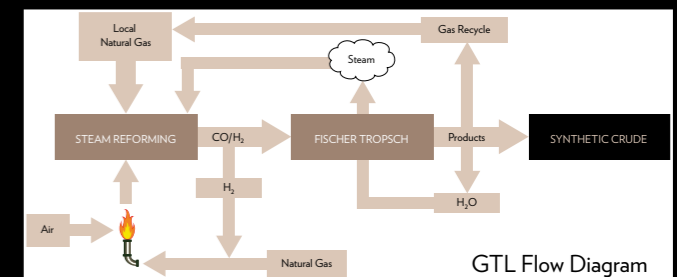 Local
Natural Gas
Gas Recycle
Steam
STEAM REFORMING
CO/H₂
FISCHER TROPSCH
Products
SYNTHETIC CRUDE
H₂
H₂O
Air
Natural Gas
GTL Flow Diagram